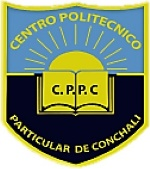 CENTRO POLITECNICO
C.P.P.C
PARTICULAR DE CONCHALI